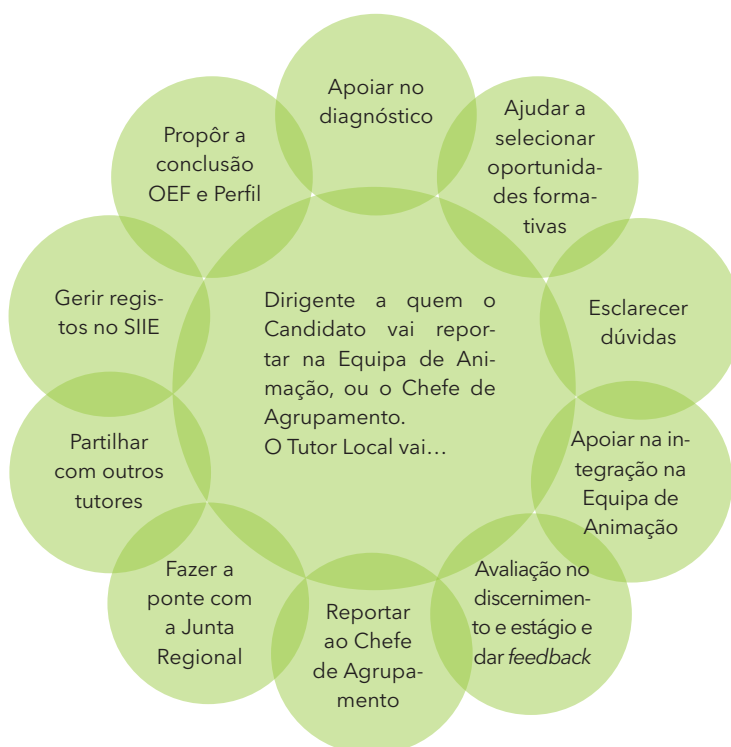 Apoiar no
diagnóstico
Ajudar a
selecionar
oportunida-
des forma-
tivas
Esclarecer
dúvidas
Apoiar na in-
tegração na
Equipa de
Animação
Avaliação no
discernimen-
to e estágio e
dar feedback
Reportar
ao Chefe
de Agrupa-
mento
Fazer a
ponte com
a Junta
Regional
Partilhar
com outros
tutores
Gerir regis-
tos no SIIE
Propôr a
conclusão
OEF e Perfil
Dirigente a quem o
Candidato vai repor-
tar na Equipa de Ani-
mação, ou o Chefe de
Agrupamento.
O Tutor Local vai…